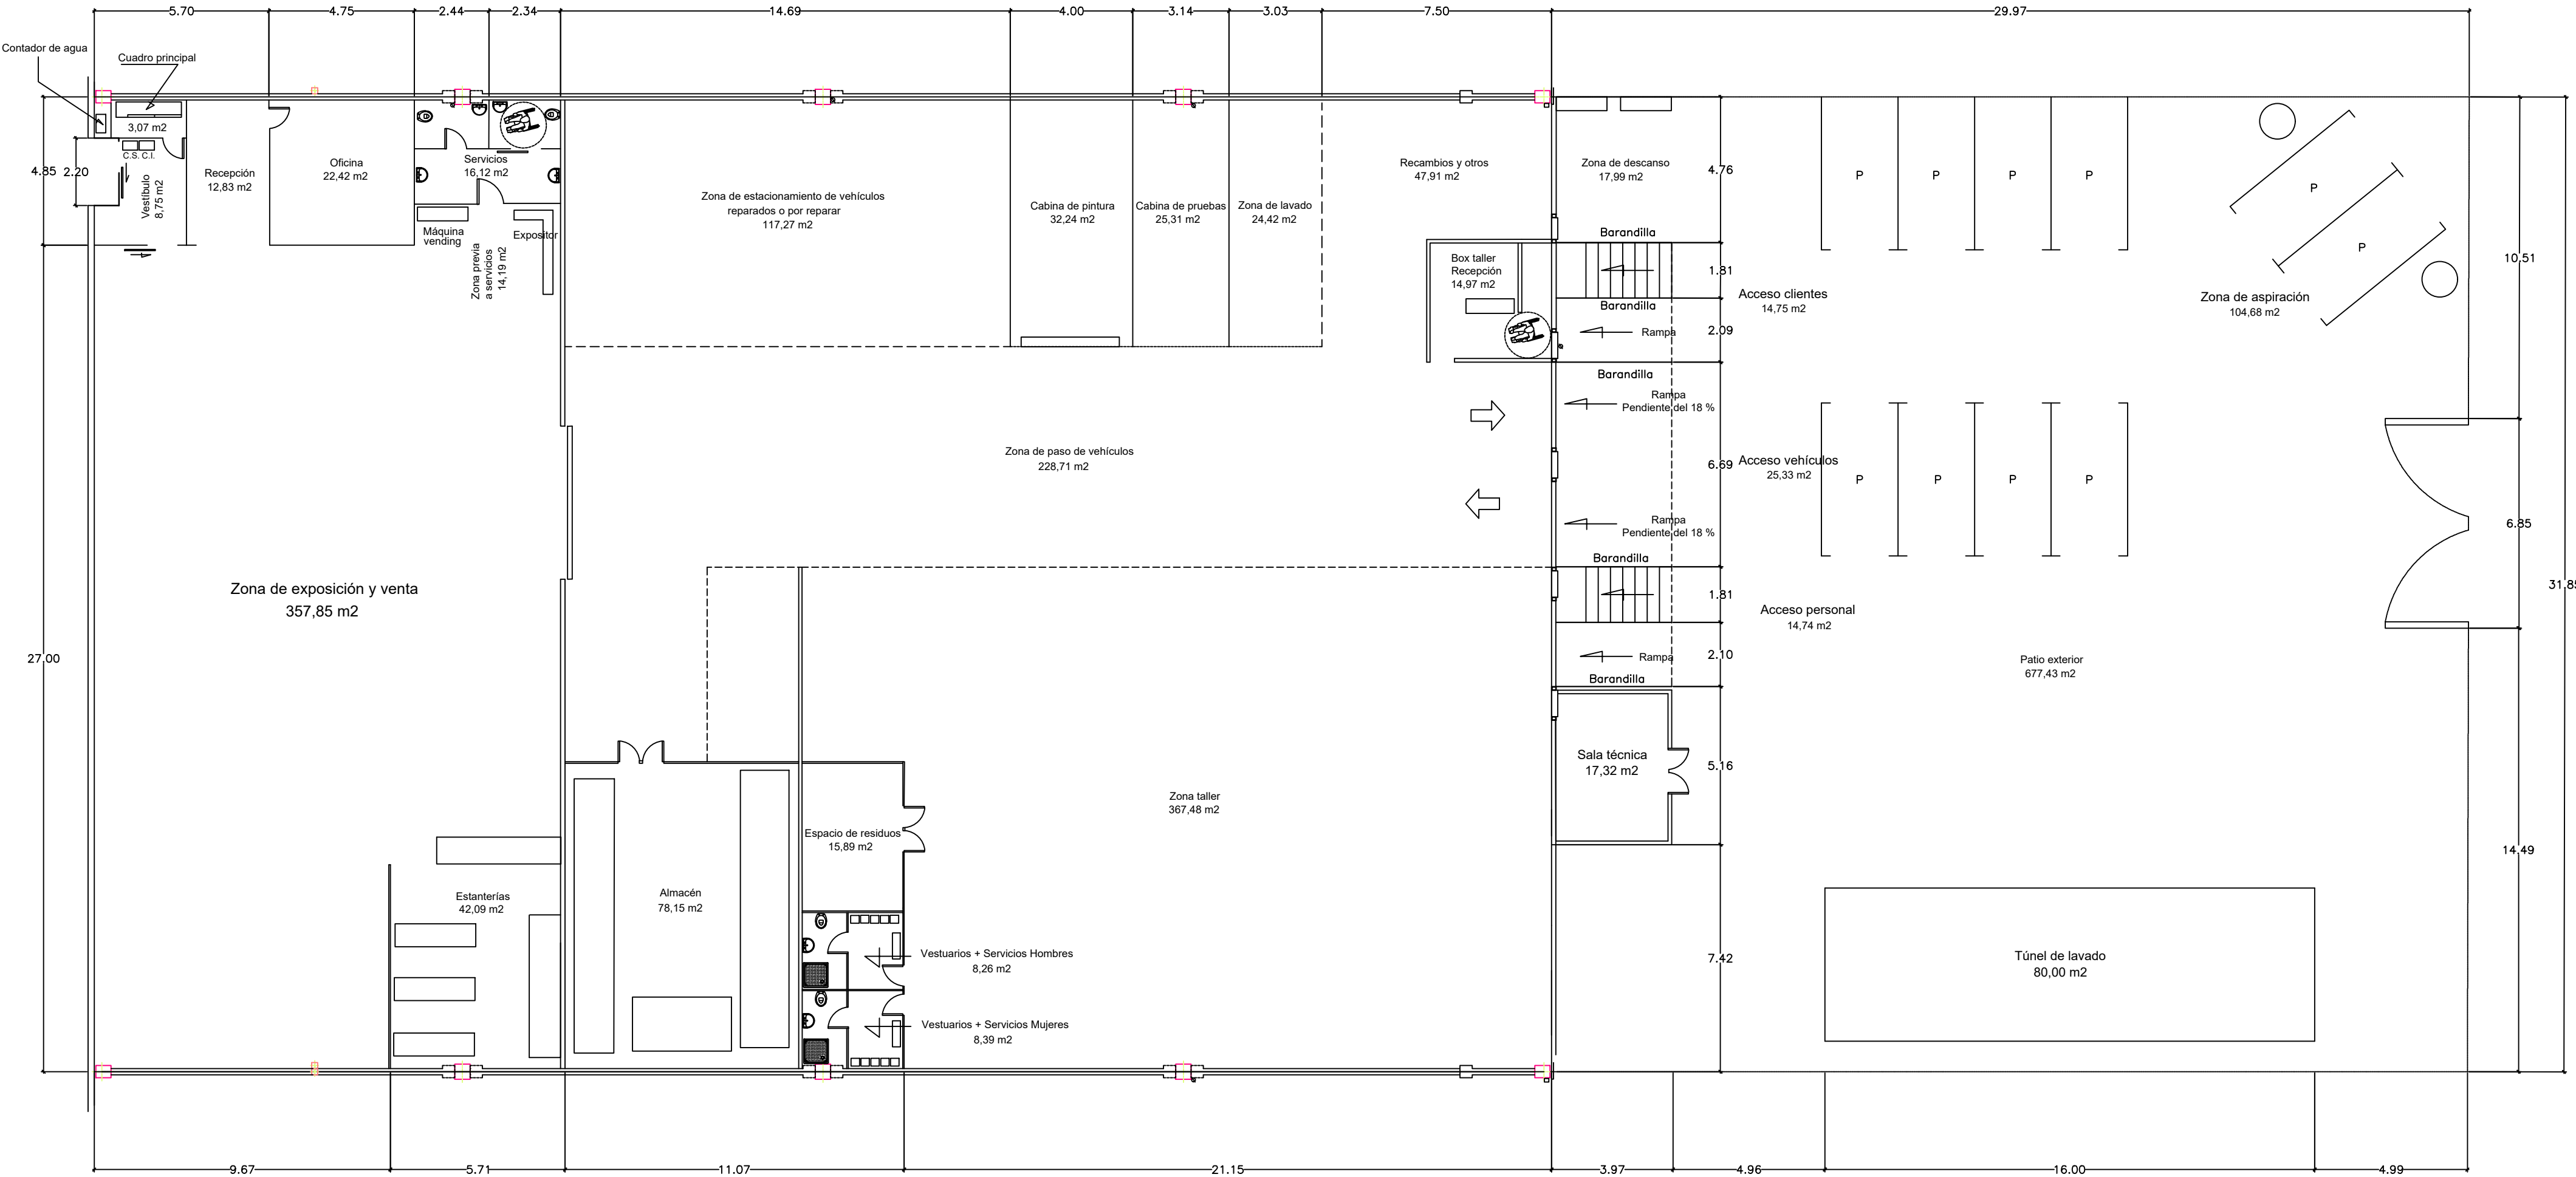 5.70
4.75
2.44
2.34
14.69
4.00
3.14
3.03
7.50
29.97
Contador de agua
Cuadro principal
3,07 m2
C.S. C.I.
4.85
2.20
Vestíbulo
8,75 m2
Recepción
12,83 m2
Oficina
22,42 m2
Servicios
16,12 m2
Máquina
vending
Expositor
Zona previa
a servicios
14,19 m2
Zona de estacionamiento de vehículos
reparados o por reparar
117,27 m2
Cabina de pintura
32,24 m2
Cabina de pruebas
25,31 m2
Zona de lavado
24,42 m2
Recambios y otros
47,91 m2
Zona de descanso
17,99 m2
4.76
P
P
P
P
P
P
Barandilla
Box taller
Recepción
14,97 m2
1.81
10.51
Acceso clientes
14,75 m2
Zona de aspiración
104,68 m2
Barandilla
Rampa
2.09
Barandilla
Rampa
Pendiente del 18 %
Zona de paso de vehículos
228,71 m2
6.69
Acceso vehículos
25,33 m2
P
P
P
P
Rampa
Pendiente del 18 %
6.85
Barandilla
1.81
31.85
Zona de exposición y venta
357,85 m2
Acceso personal
14,74 m2
27.00
Rampa
2.10
Patio exterior
677,43 m2
Barandilla
Sala técnica
17,32 m2
5.16
Zona taller
367,48 m2
Espacio de residuos
15,89 m2
14.49
Estanterías
42,09 m2
Almacén
78,15 m2
Vestuarios + Servicios Hombres
8,26 m2
7.42
Túnel de lavado
80,00 m2
Vestuarios + Servicios Mujeres
8,39 m2
9.67
5.71
11.07
21.15
3.97
4.96
16.00
4.99